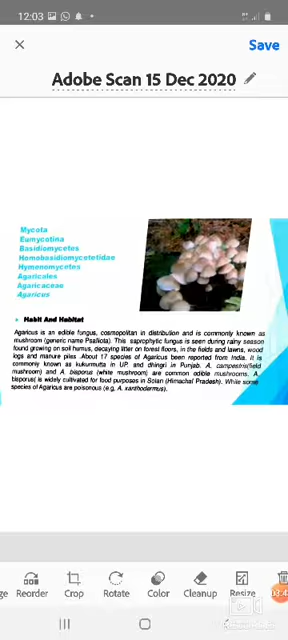 12:03
Save
Adobe Scan 15 Dec 2020
Mycota
Eumycotina
Basidiomycetes
Homobasidiomycetetidae
Hymenomycetes
Agaricales
Agaricaceae
Agaricus
• Habit And Habitat
Agaricus is an edible fungus, cosmopolitan in distribution and is commonly known as
mushroom (generic name Psaliota). This saprophytic fungus is seen during rainy season
found growing on soil humus, decaying litter on forest floors, in the fields and lawns, wood
logs and manure piles .About 17 species of Agaricus been reported from India. It is
commonly known as kukurmutta in UP and dhingri in Punjab. A. campestris(field
mushroom) and A. bisporus (white mushroom) are common edible mushrooms. A.
bisporus( is widely cultivated for food purposes in Solan (Himachal Pradesh). While some
species of Agaricus are poisonous (e.g, A. xanthodermus).
Reorder Crop Rotate Color Cleanup Resize